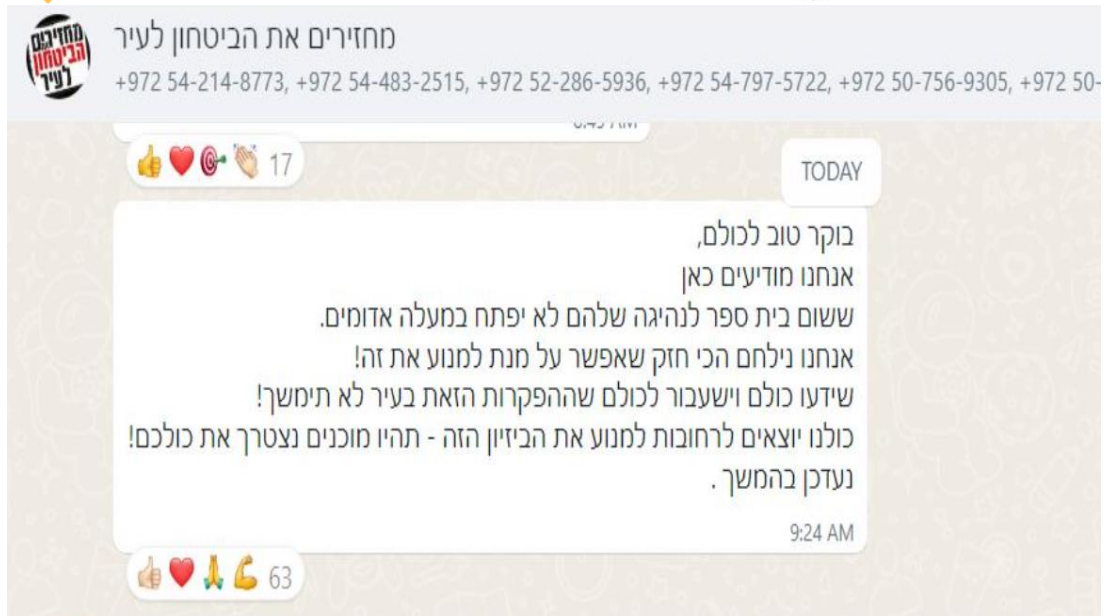 מחזירים את הביטחון לעיר
מחזירים
הביטחון
לעיר
+972 54-214-8773, +972 54-483-2515, +972 52-286-5936, +972 54-797-5722, +972 50-756-9305, +972 50-
17
TODAY
בוקר טוב לכולם,
אנחנו מודיעים כאן
ששום בית ספר לנהיגה שלהם לא יפתח במעלה אדומים.
אנחנו נילחם הכי חזק שאפשר על מנת למנוע את זה!
שידעו כולם וישעבור לכולם שההפקרות הזאת בעיר לא תימשך!
כולנו יוצאים לרחובות למנוע את הביזיון הזה - תהיו מוכנים נצטרך את כולכם!
נעדכן בהמשך .
9:24 AM
63